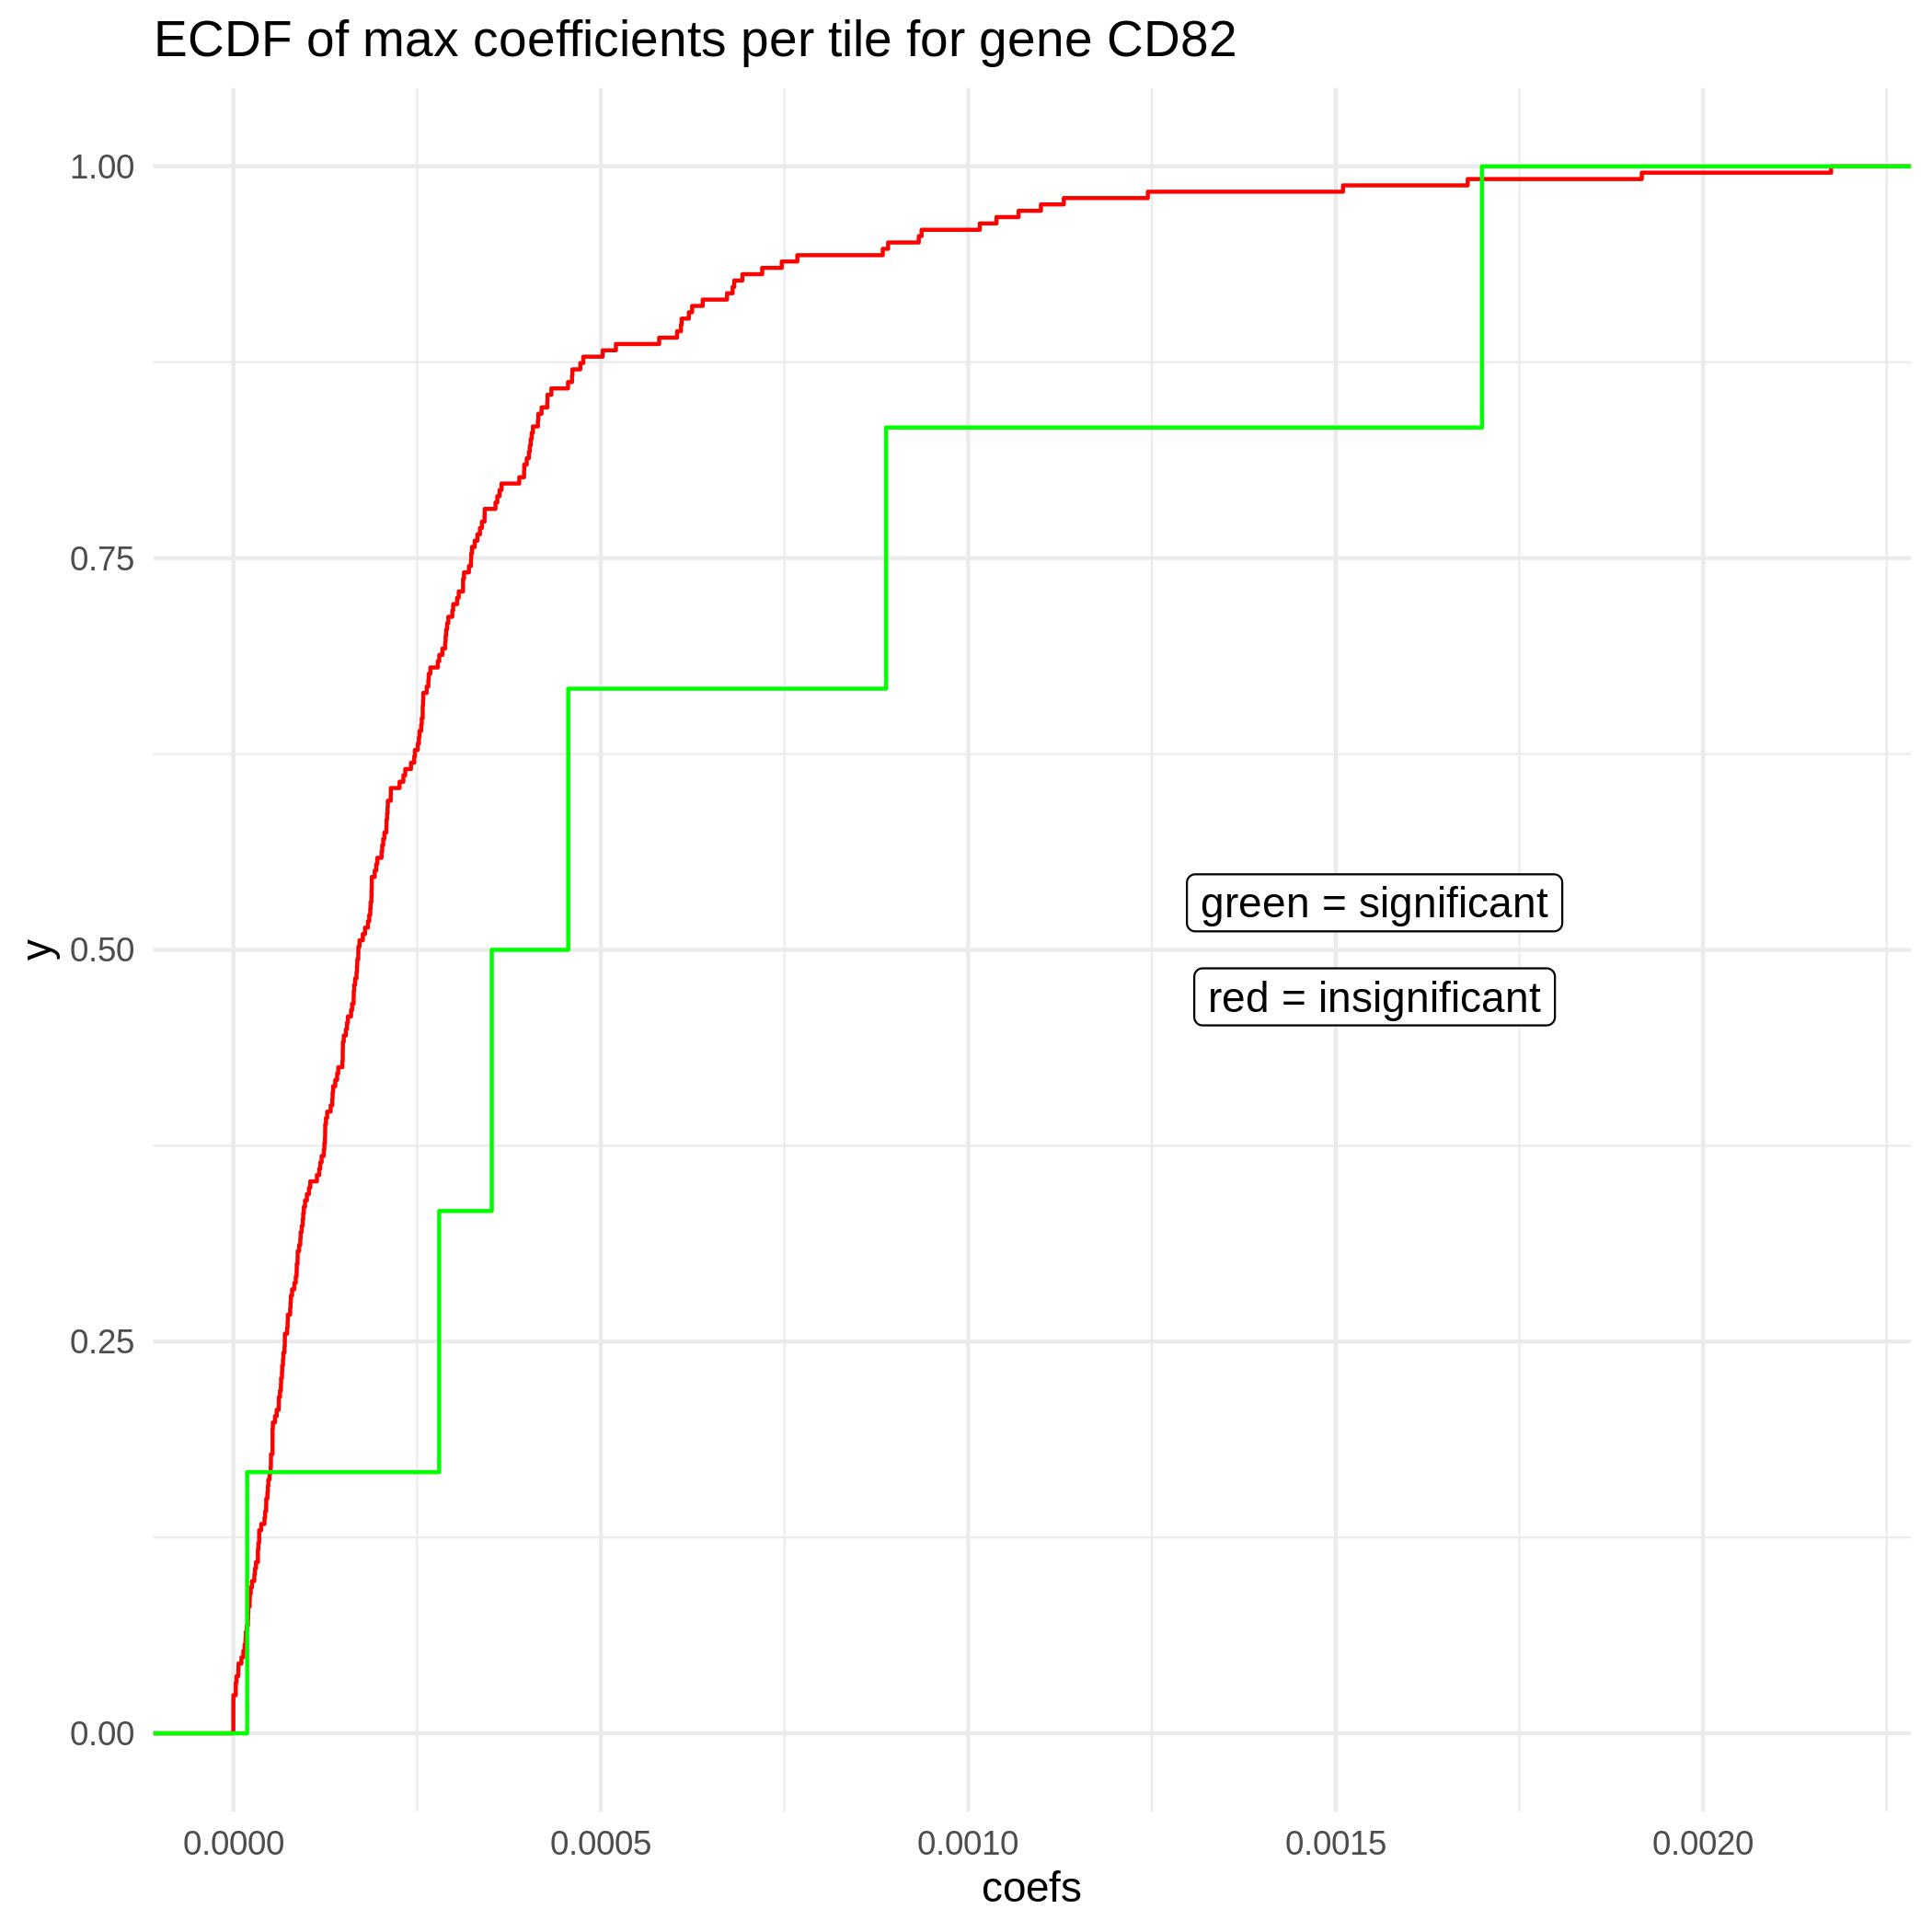 ECDF of max coefficients per tile for gene CD82
1.00
0.75
0.50
0.25
0.00
y
green = significant
red = insignificant
0.0000 0.0005 0.0010 0.0015 0.0020
coefs